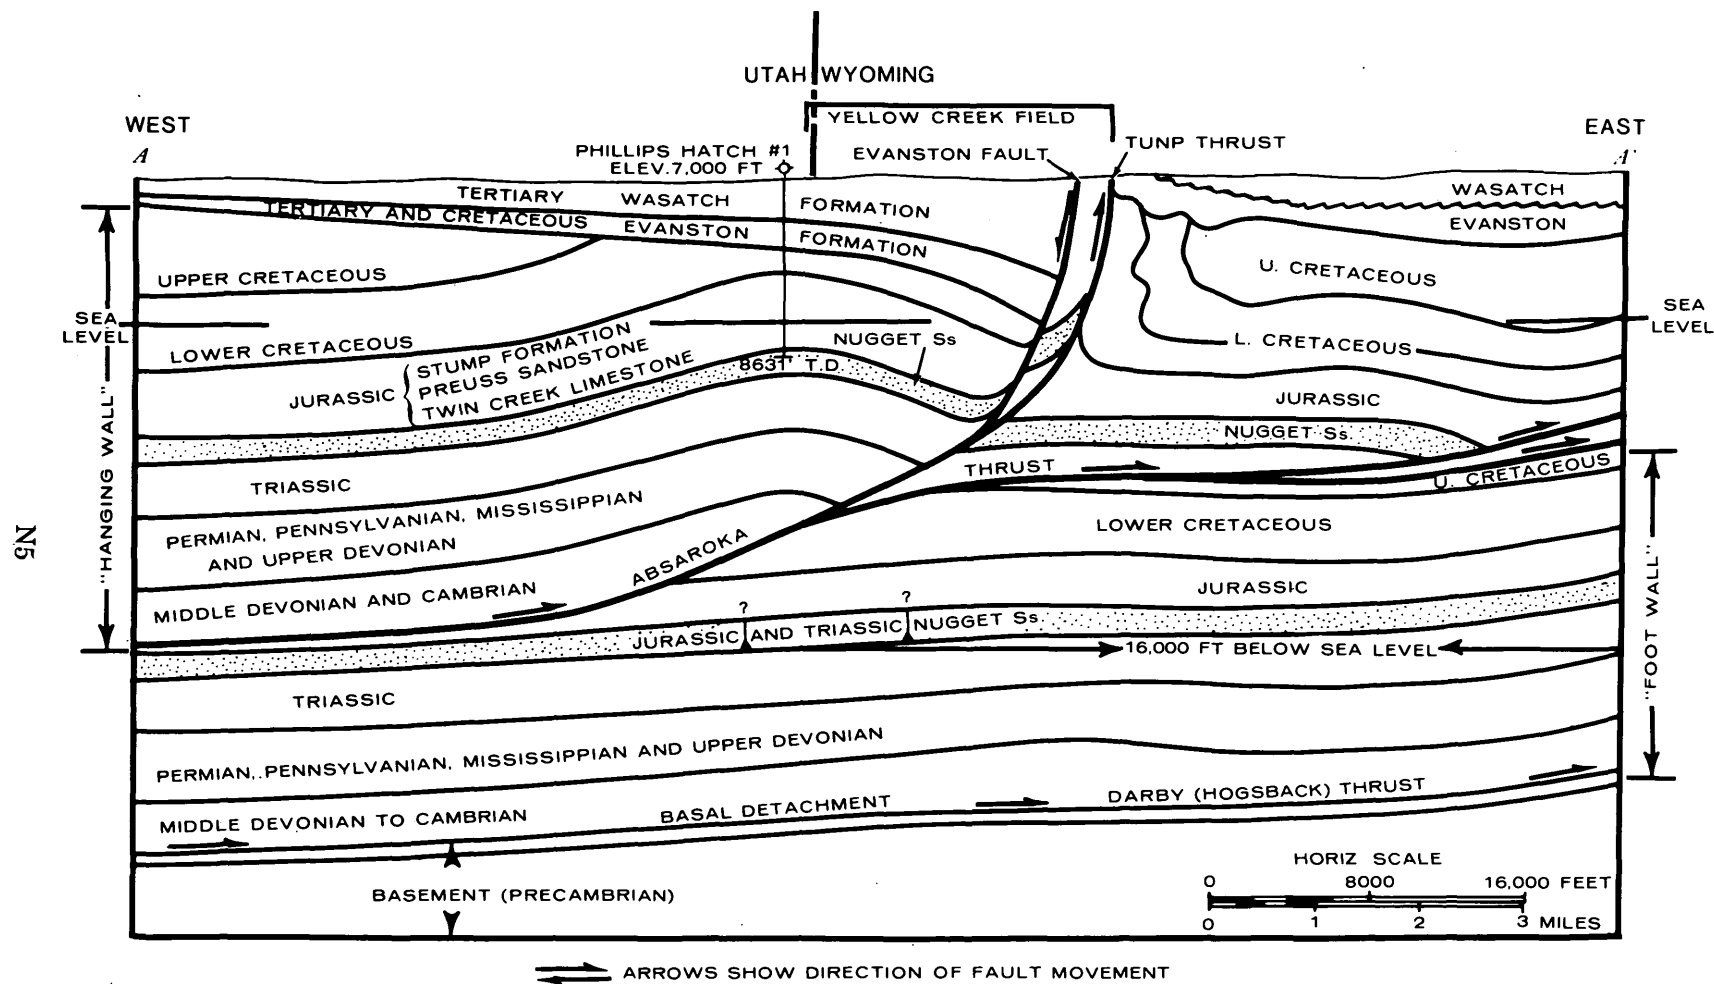 UTAH WYOMING
YELLOW CREEK FIELD
WEST
EAST
A
A'
PHILLIPS HATCH #1
ELEV. 7,000 FT
EVANSTON FAULT
TUNP THRUST
TERTIARY WASATCH FORMATION
TERTIARY AND CRETACEOUS EVANSTON FORMATION
WASATCH
EVANSTON
UPPER CRETACEOUS
U. CRETACEOUS
SEA
LEVEL
SEA
LEVEL
LOWER CRETACEOUS
L. CRETACEOUS
JURASSIC
STUMP FORMATION
PREUSS SANDSTONE
TWIN CREEK LIMESTONE
NUGGET Ss
8631' T.D.
JURASSIC
NUGGET Ss
"HANGING WALL"
TRIASSIC
THRUST
U. CRETACEOUS
PERMIAN, PENNSYLVANIAN, MISSISSIPPIAN
AND UPPER DEVONIAN
LOWER CRETACEOUS
N5
ABSAROKA
MIDDLE DEVONIAN AND CAMBRIAN
JURASSIC
"FOOT WALL"
? ?
JURASSIC AND TRIASSIC NUGGET Ss
16,000 FT BELOW SEA LEVEL
TRIASSIC
PERMIAN, PENNSYLVANIAN, MISSISSIPPIAN AND UPPER DEVONIAN
MIDDLE DEVONIAN TO CAMBRIAN
BASAL DETACHMENT
DARBY (HOGSBACK) THRUST
BASEMENT (PRECAMBRIAN)
HORIZ SCALE
0 8000 16,000 FEET
0 1 2 3 MILES
ARROWS SHOW DIRECTION OF FAULT MOVEMENT